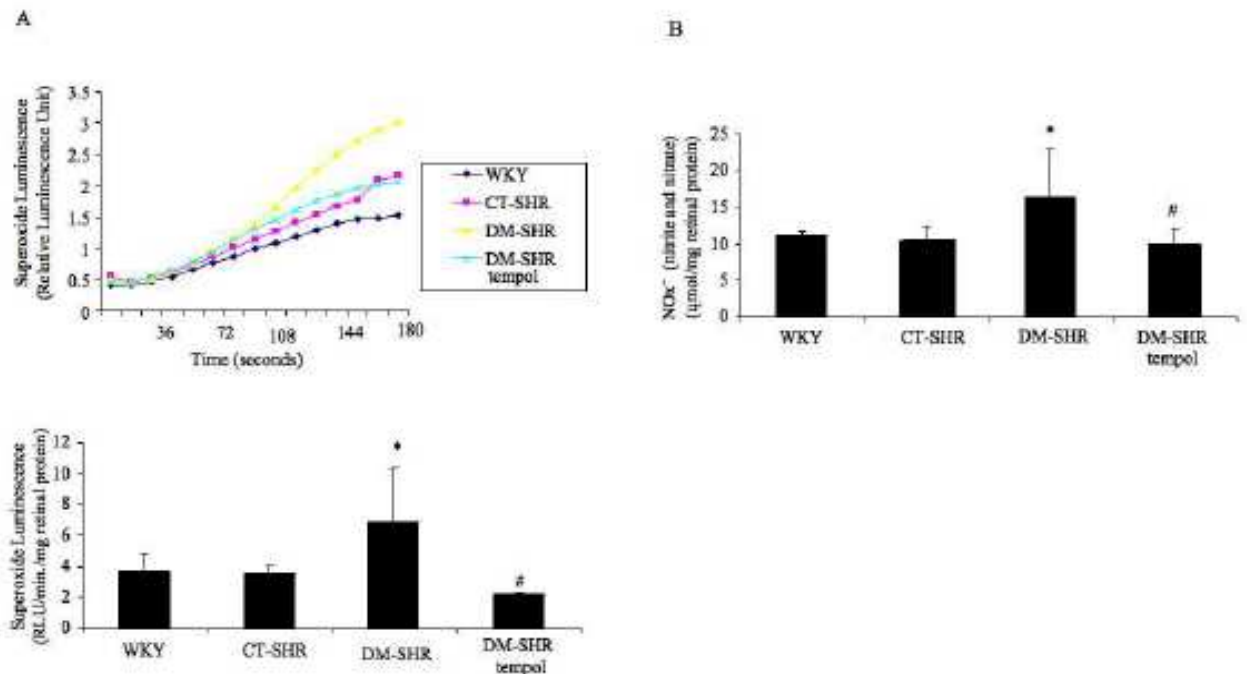 A
Superoxide Luminescence
(Relative Luminescence Unit)
3.5
3
2.5
2
1.5
1
0.5
0
36
72
108
144
180
Time (seconds)
WKY
CT-SHR
DM-SHR
DM-SHR
tempol
B
NOx⁻ (nitrite and nitrate)
(ηmol/mg retinal protein)
25
20
15
10
5
0
*
#
WKY
CT-SHR
DM-SHR
DM-SHR
tempol
Superoxide Luminescence
(RLU/min./mg retinal protein)
12
10
8
6
4
2
0
*
#
WKY
CT-SHR
DM-SHR
DM-SHR
tempol